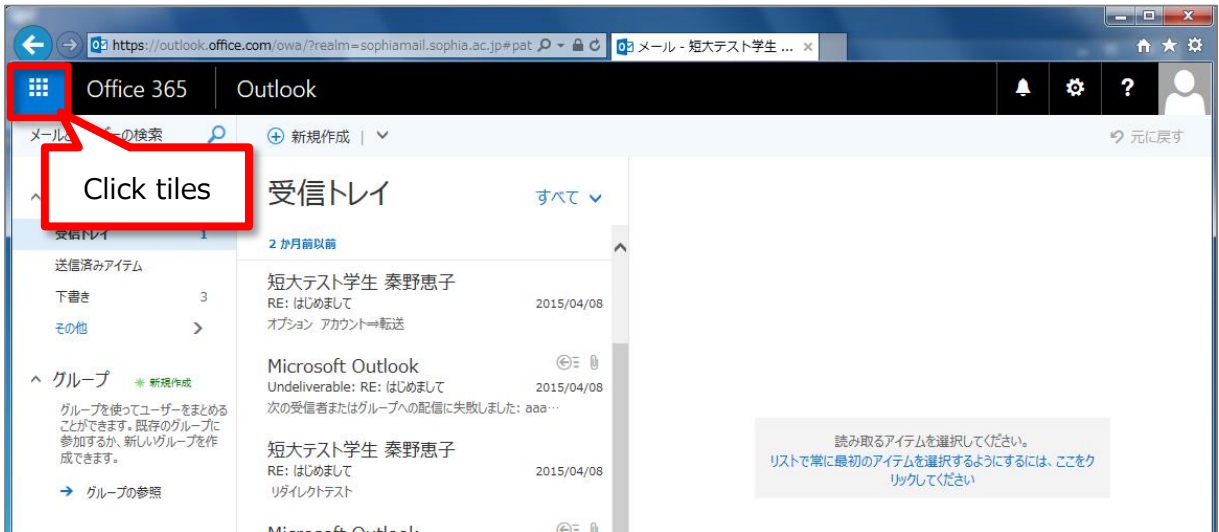 https://outlook.office.com/owa/?realm=sophiamail.sophia.ac.jp#pat
メール - 短大テスト学生 ...
Office 365
Outlook
?
の検索
新規作成
元に戻す
Click tiles
受信トレイ 1
送信済みアイテム
下書き 3
その他
グループ
新規作成
グループを使ってユーザーをまとめる
ことができます。既存のグループに
参加するか、新しいグループを作
成できます。
グループの参照
受信トレイ
すべて
2 か月前以前
短大テスト学生 秦野恵子
RE: はじめまして 2015/04/08
オプション アカウント⇒転送
Microsoft Outlook
Undeliverable: RE: はじめまして 2015/04/08
次の受信者またはグループへの配信に失敗しました: aaa…
短大テスト学生 秦野恵子
RE: はじめまして 2015/04/08
リダイレクトテスト
Microsoft Outlook
読み取るアイテムを選択してください。
リストで常に最初のアイテムを選択するようにするには、ここをク
リックしてください